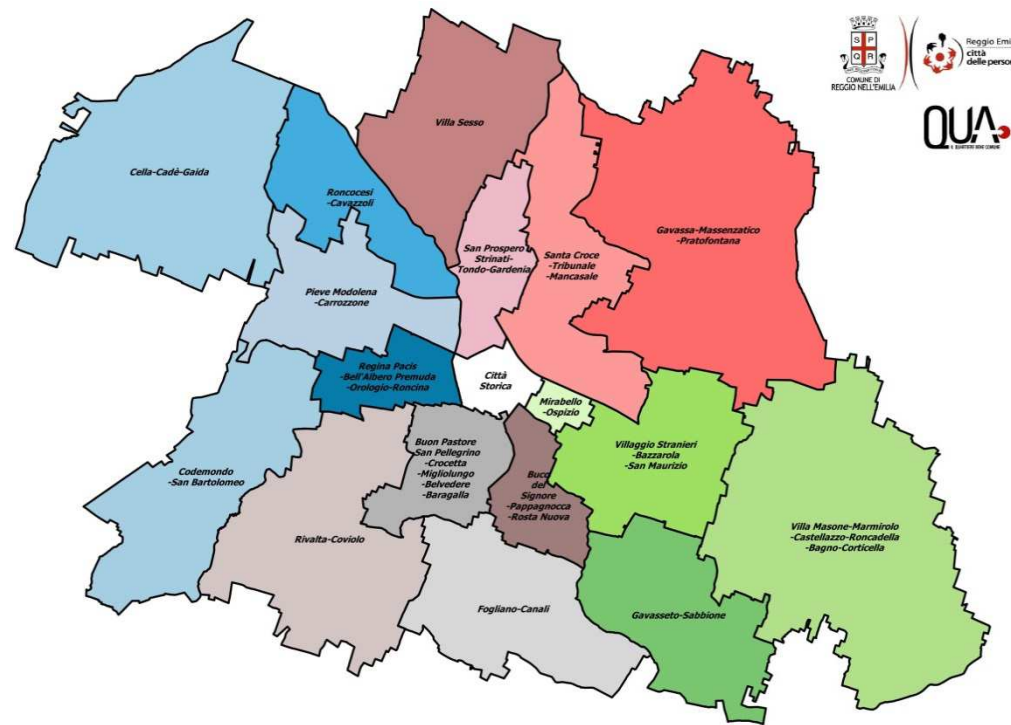 S P
Q R
COMUNE DI
REGGIO NELL'EMILIA
Reggio Emi
città
delle person
QUA
IL QUARTIERE BENE COMUNE
Villa Sesso
Cella-Cadè-Gaida
Roncocesi
-Cavazzoli
San Prospero
Strinati-
Tondo-Gardenia
Santa Croce
-Tribunale
-Mancasale
Gavassa-Massenzatico
-Pratofontana
Pieve Modolena
-Carrozzone
Regina Pacis
-Bell'Albero Premuda
-Orologio-Roncina
Città
Storica
Mirabello
-Ospizio
Codemondo
-San Bartolomeo
Buon Pastore
San Pellegrino
-Crocetta
-Migliolungo
-Belvedere
-Baragalla
Buco
del
Signore
-Pappagnocca
-Rosta Nuova
Villaggio Stranieri
-Bazzarola
-San Maurizio
Villa Masone-Marmirolo
-Castellazzo-Roncadella
-Bagno-Corticella
Rivalta-Coviolo
Fogliano-Canali
Gavasseto-Sabbione